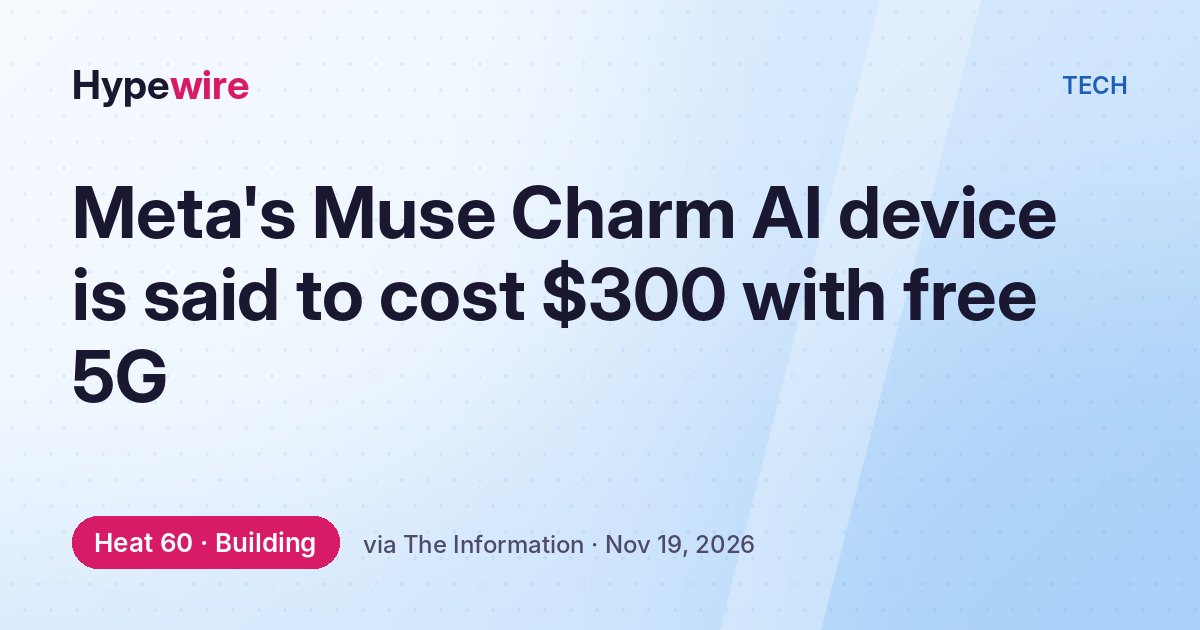 Hypewire
TECH
Meta's Muse Charm AI device
is said to cost $300 with free
5G
Heat 60 · Building
via The Information · Nov 19, 2026